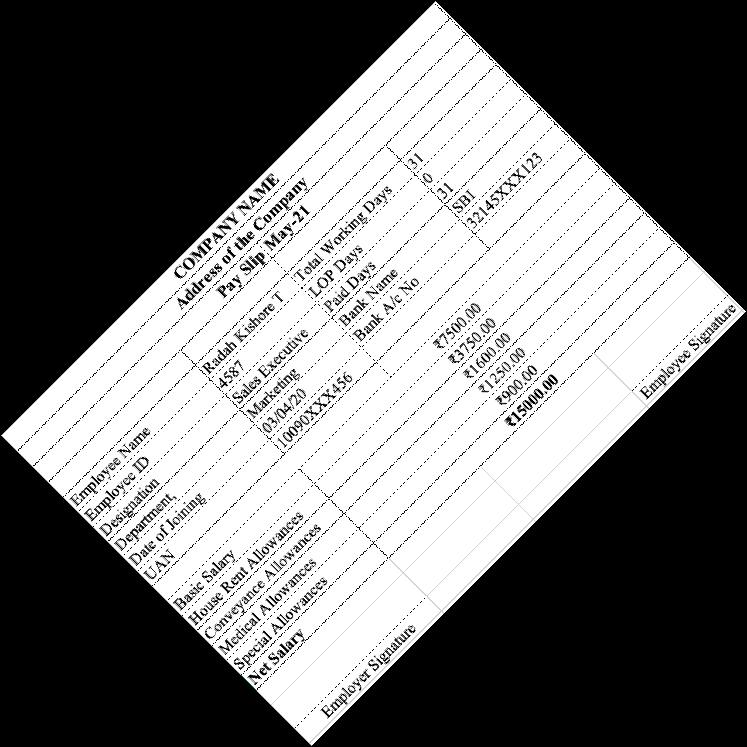 COMPANY NAME
Address of the Company
Pay Slip May-21
Employee Name Radah Kishore T Total Working Days 31
Employee ID 4587 LOP Days 0
Designation Sales Executive Paid Days 31
Department, Marketing Bank Name SBI
Date of Joining 03/04/20 Bank A/c No 32145XXX123
UAN 10090XXX456
Basic Salary ₹7500.00
House Rent Allowances ₹3750.00
Conveyance Allowances ₹1600.00
Medical Allowances ₹1250.00
Special Allowances ₹900.00
Net Salary ₹15000.00
Employer Signature Employee Signature